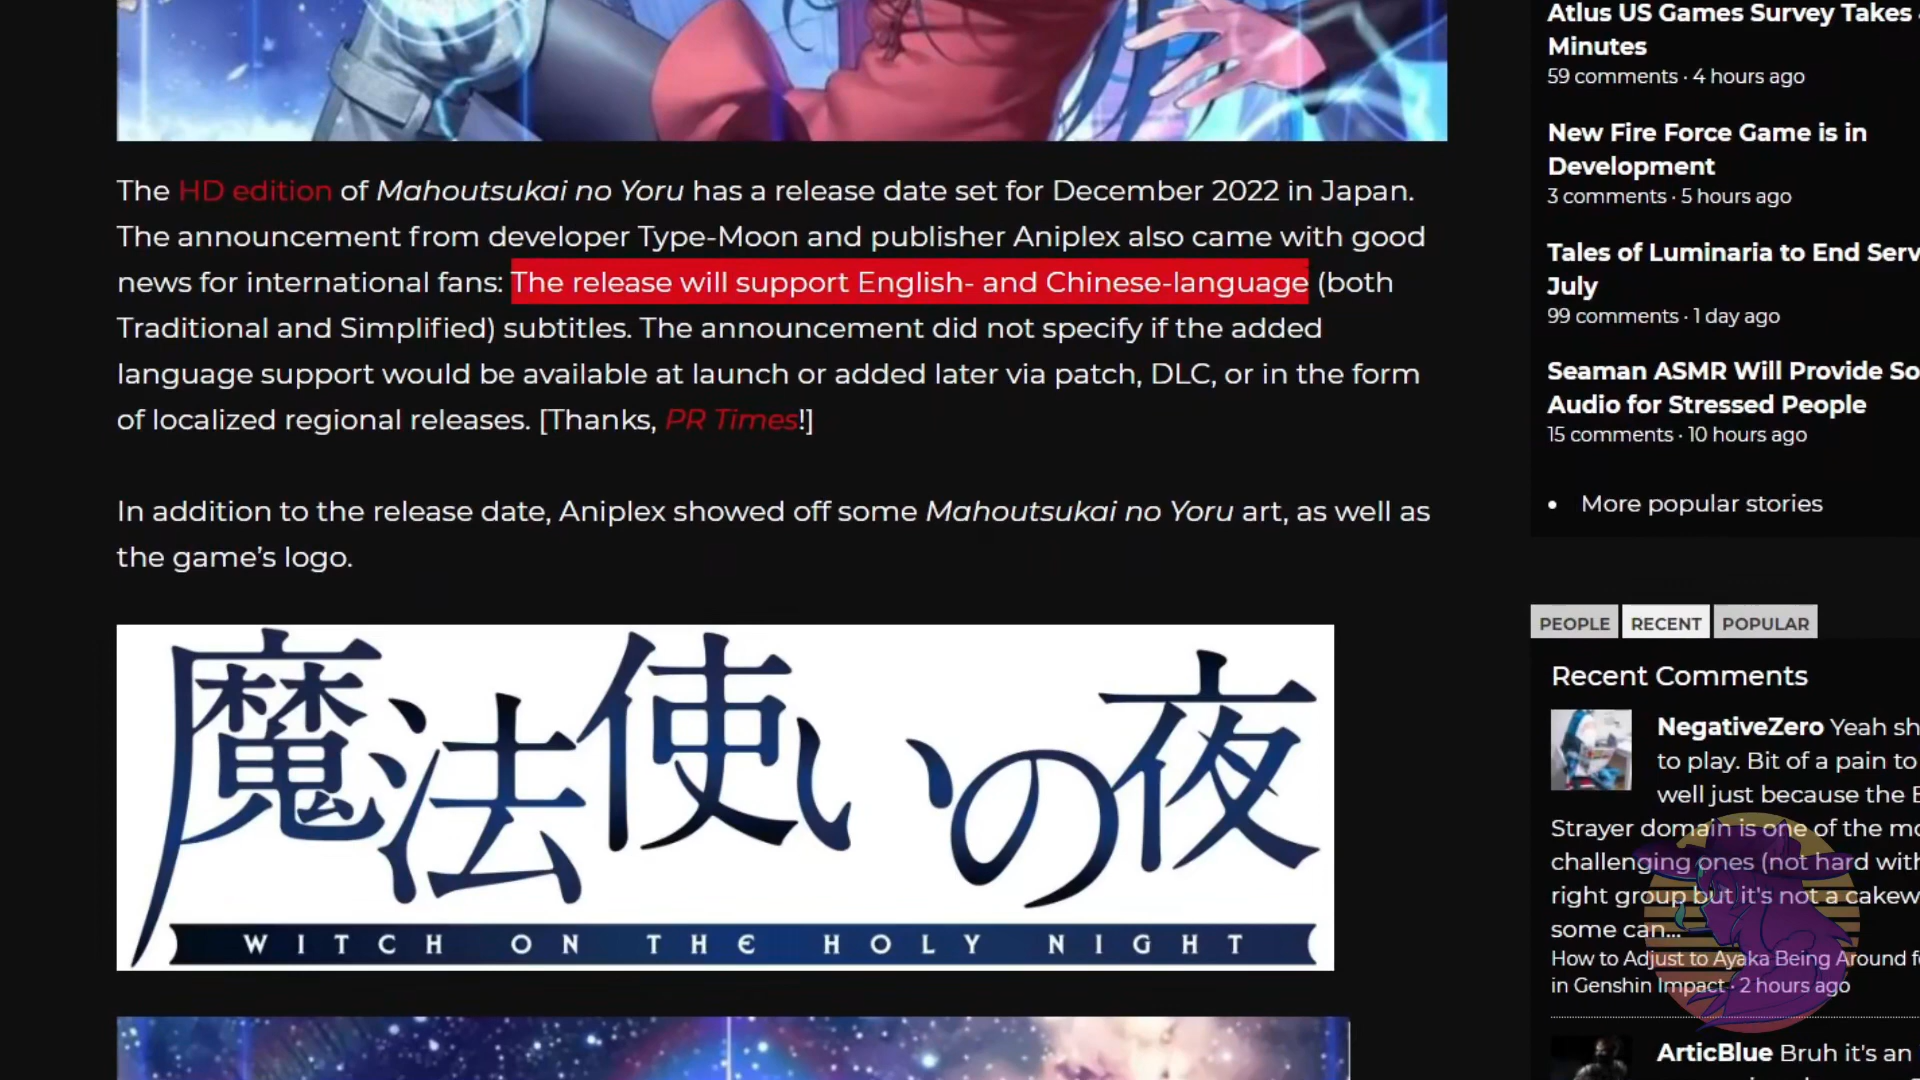 The HD edition of Mahoutsukai no Yoru has a release date set for December 2022 in Japan.
The announcement from developer Type-Moon and publisher Aniplex also came with good
news for international fans: The release will support English- and Chinese-language (both
Traditional and Simplified) subtitles. The announcement did not specify if the added
language support would be available at launch or added later via patch, DLC, or in the form
of localized regional releases. [Thanks, PR Times!]
In addition to the release date, Aniplex showed off some Mahoutsukai no Yoru art, as well as
the game’s logo.
魔法使いの夜
WITCH ON THE HOLY NIGHT
Atlus US Games Survey Takes
Minutes
59 comments · 4 hours ago
New Fire Force Game is in
Development
3 comments · 5 hours ago
Tales of Luminaria to End Serv
July
99 comments · 1 day ago
Seaman ASMR Will Provide So
Audio for Stressed People
15 comments · 10 hours ago
• More popular stories
PEOPLE RECENT POPULAR
Recent Comments
NegativeZero Yeah sh
to play. Bit of a pain to
well just because the E
Strayer domain is one of the mo
challenging ones (not hard with
right group but it's not a cakew
some can...
How to Adjust to Ayaka Being Around f
in Genshin Impact · 2 hours ago
ArticBlue Bruh it's an